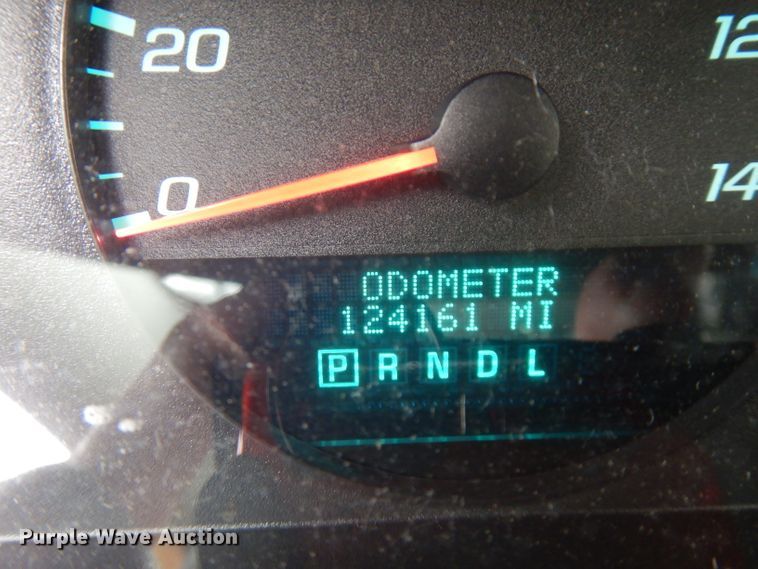 20
12
0
14
ODOMETER
124161 MI
P R N D L
Purple Wave Auction